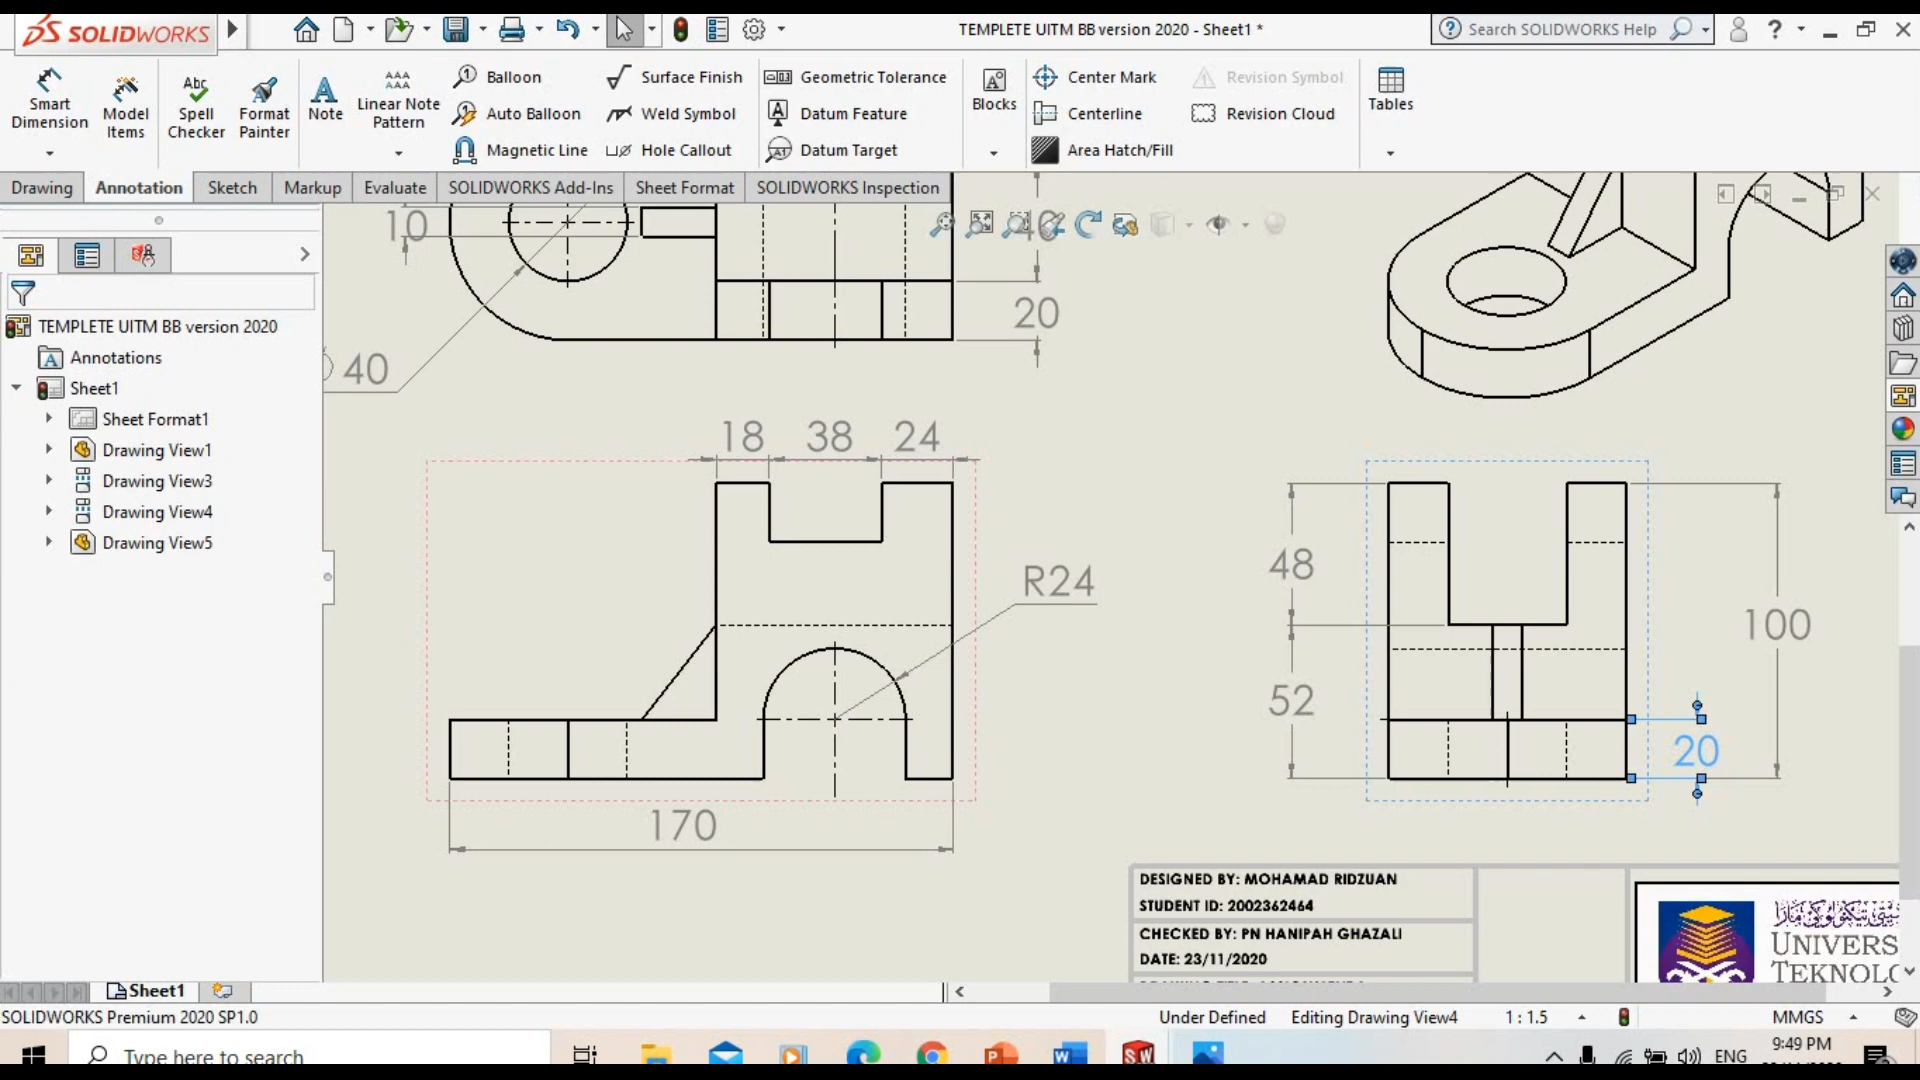 SOLIDWORKS
TEMPLETE UITM BB version 2020 - Sheet1 *
Search SOLIDWORKS Help
Smart Dimension
Model Items
Spell Checker
Format Painter
Note
Linear Note Pattern
Balloon
Auto Balloon
Magnetic Line
Surface Finish
Weld Symbol
Hole Callout
Geometric Tolerance
Datum Feature
Datum Target
Blocks
Center Mark
Centerline
Area Hatch/Fill
Revision Symbol
Revision Cloud
Tables
Drawing
Annotation
Sketch
Markup
Evaluate
SOLIDWORKS Add-Ins
Sheet Format
SOLIDWORKS Inspection
TEMPLETE UITM BB version 2020
Annotations
Sheet1
Sheet Format1
Drawing View1
Drawing View3
Drawing View4
Drawing View5
10
40
20
40
18 38 24
R24
170
48
52
100
20
DESIGNED BY: MOHAMAD RIDZUAN
STUDENT ID: 2002362464
CHECKED BY: PN HANIPAH GHAZALI
DATE: 23/11/2020
UNIVERS
TEKNOLO
Sheet1
SOLIDWORKS Premium 2020 SP1.0
Under Defined
Editing Drawing View4
1 : 1.5
MMGS
Type here to search
ENG
9:49 PM